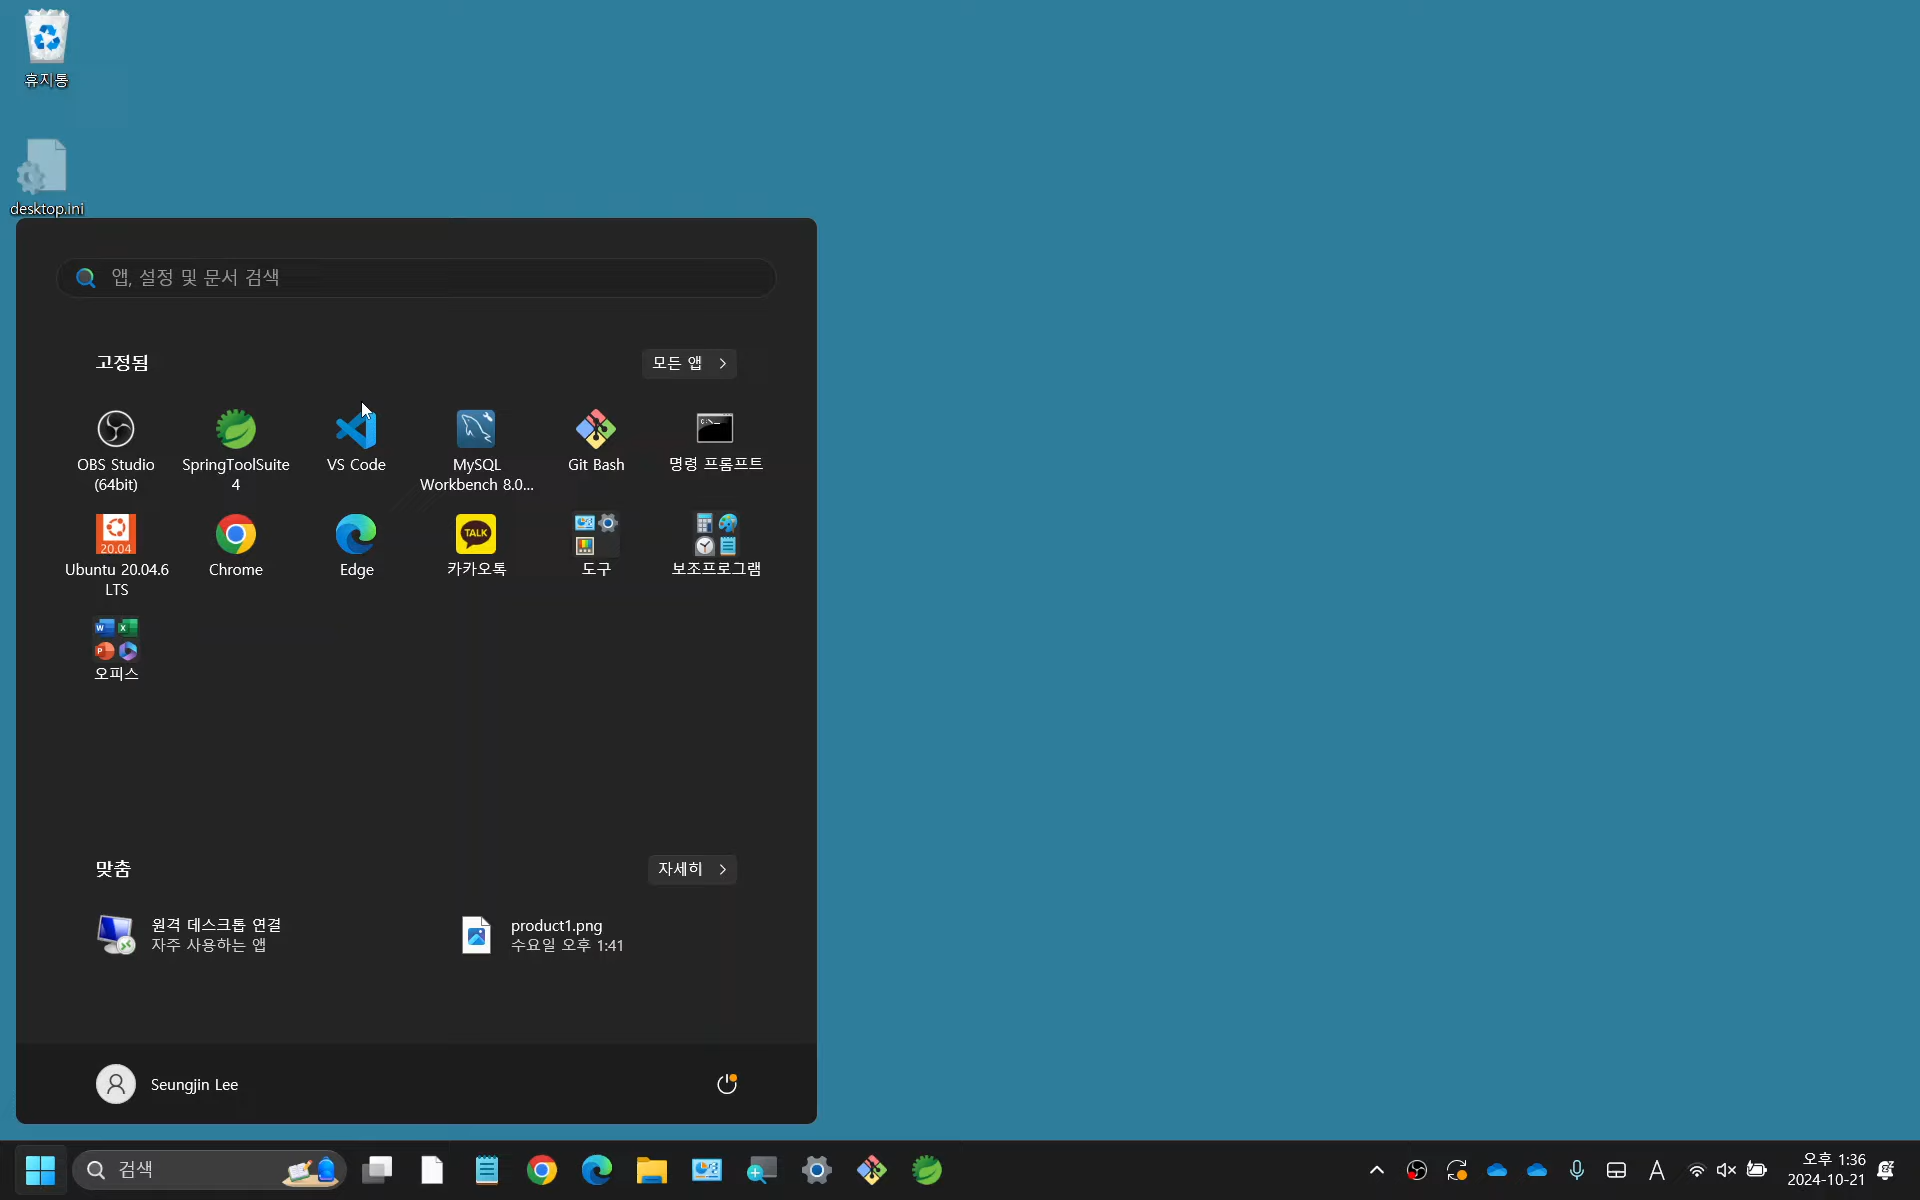 휴지통
desktop.ini
앱, 설정 및 문서 검색
고정됨
모든 앱
OBS Studio
(64bit)
SpringToolSuite
4
VS Code
MySQL
Workbench 8.0...
Git Bash
명령 프롬프트
20.04
Ubuntu 20.04.6
LTS
Chrome
Edge
TALK
카카오톡
도구
보조프로그램
오피스
맞춤
자세히
원격 데스크톱 연결
자주 사용하는 앱
product1.png
수요일 오후 1:41
Seungjin Lee
검색
A
오후 1:36
2024-10-21